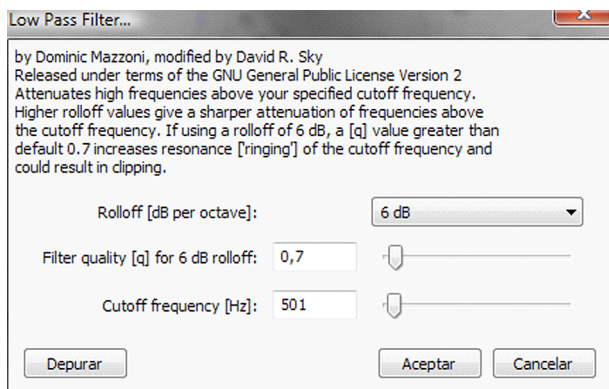 Low Pass Filter...
by Dominic Mazzoni, modified by David R. Sky
Released under terms of the GNU General Public License Version 2
Attenuates high frequencies above your specified cutoff frequency.
Higher rolloff values give a sharper attenuation of frequencies above
the cutoff frequency. If using a rolloff of 6 dB, a [q] value greater than
default 0.7 increases resonance ['ringing'] of the cutoff frequency and
could result in clipping.
Rolloff [dB per octave]: 6 dB
Filter quality [q] for 6 dB rolloff: 0,7
Cutoff frequency [Hz]: 501
Depurar Aceptar Cancelar